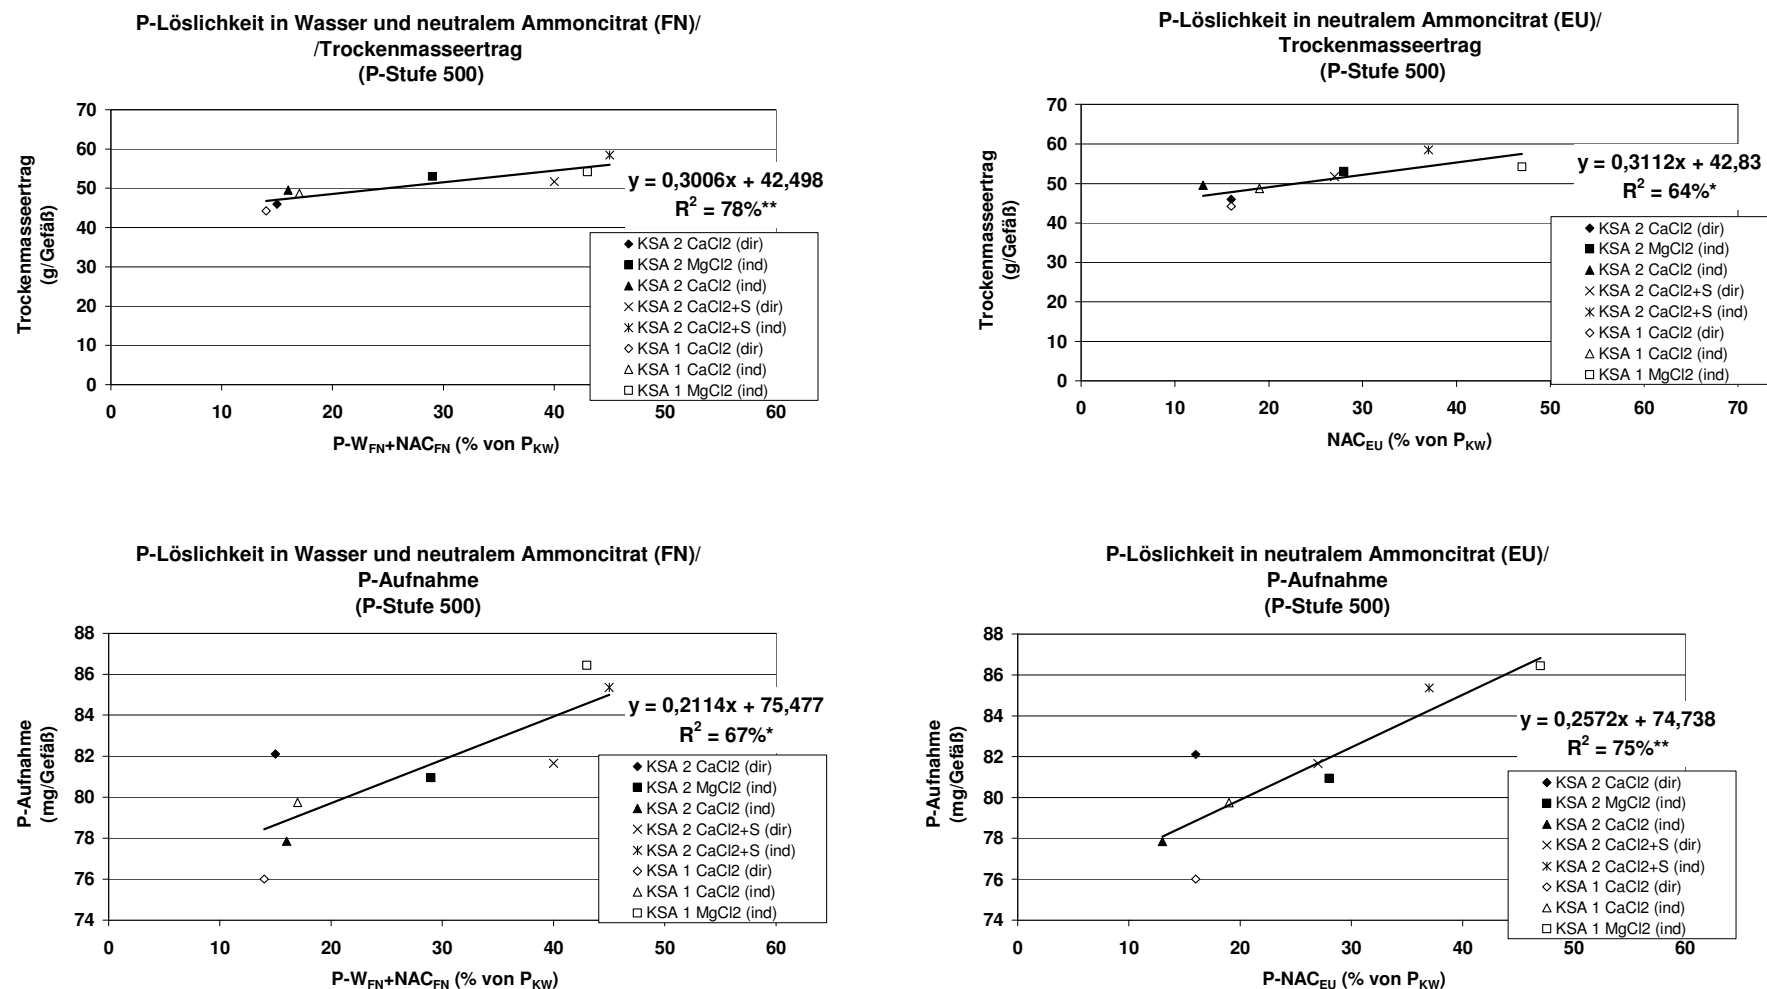 P-Löslichkeit in Wasser und neutralem Ammoncitrat (FN)/
/Trockenmasseertrag
(P-Stufe 500)
70
60
50
40
30
20
10
0
Trockenmasseertrag
(g/Gefäß)
y = 0,3006x + 42,498
R² = 78%**
KSA 2 CaCl2 (dir)
KSA 2 MgCl2 (ind)
KSA 2 CaCl2 (ind)
KSA 2 CaCl2+S (dir)
KSA 2 CaCl2+S (ind)
KSA 1 CaCl2 (dir)
KSA 1 CaCl2 (ind)
KSA 1 MgCl2 (ind)
0 10 20 30 40 50 60
P-W_FN+NAC_FN (% von P_KW)
P-Löslichkeit in neutralem Ammoncitrat (EU)/
Trockenmasseertrag
(P-Stufe 500)
70
60
50
40
30
20
10
0
Trockenmasseertrag
(g/Gefäß)
y = 0,3112x + 42,83
R² = 64%*
KSA 2 CaCl2 (dir)
KSA 2 MgCl2 (ind)
KSA 2 CaCl2 (ind)
KSA 2 CaCl2+S (dir)
KSA 2 CaCl2+S (ind)
KSA 1 CaCl2 (dir)
KSA 1 CaCl2 (ind)
KSA 1 MgCl2 (ind)
0 10 20 30 40 50 60 70
NAC_EU (% von P_KW)
P-Löslichkeit in Wasser und neutralem Ammoncitrat (FN)/
P-Aufnahme
(P-Stufe 500)
88
86
84
82
80
78
76
74
P-Aufnahme
(mg/Gefäß)
y = 0,2114x + 75,477
R² = 67%*
KSA 2 CaCl2 (dir)
KSA 2 MgCl2 (ind)
KSA 2 CaCl2 (ind)
KSA 2 CaCl2+S (dir)
KSA 2 CaCl2+S (ind)
KSA 1 CaCl2 (dir)
KSA 1 CaCl2 (ind)
KSA 1 MgCl2 (ind)
0 10 20 30 40 50 60
P-W_FN+NAC_FN (% von P_KW)
P-Löslichkeit in neutralem Ammoncitrat (EU)/
P-Aufnahme
(P-Stufe 500)
88
86
84
82
80
78
76
74
P-Aufnahme
(mg/Gefäß)
y = 0,2572x + 74,738
R² = 75%**
KSA 2 CaCl2 (dir)
KSA 2 MgCl2 (ind)
KSA 2 CaCl2 (ind)
KSA 2 CaCl2+S (dir)
KSA 2 CaCl2+S (ind)
KSA 1 CaCl2 (dir)
KSA 1 CaCl2 (ind)
KSA 1 MgCl2 (ind)
0 10 20 30 40 50 60
P-NAC_EU (% von P_KW)